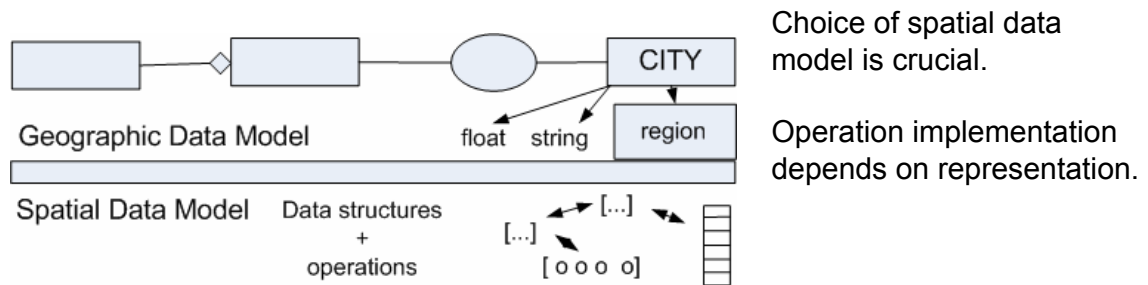 CITY
Choice of spatial data
model is crucial.
Geographic Data Model
float string
region
Operation implementation
depends on representation.
Spatial Data Model
Data structures
+
operations
[...]
[...]
[ o o o o]